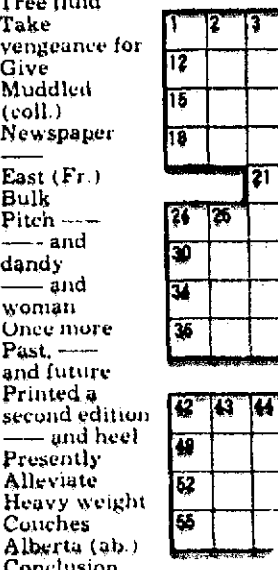 Tree fluid
Take
vengeance for
Give
Muddled
(coll.)
Newspaper
——
East (Fr.)
Bulk
Pitch ----
——- and
dandy
—— and
woman
Once more
Past, ——
and future
Printed a
second edition
—— and heel
Presently
Alleviate
Heavy weight
Couches
Alberta (ab.)
Conclusion
1 2 3
12
15
18
21
24 25
30
34
36
42 43 44
49
52
55